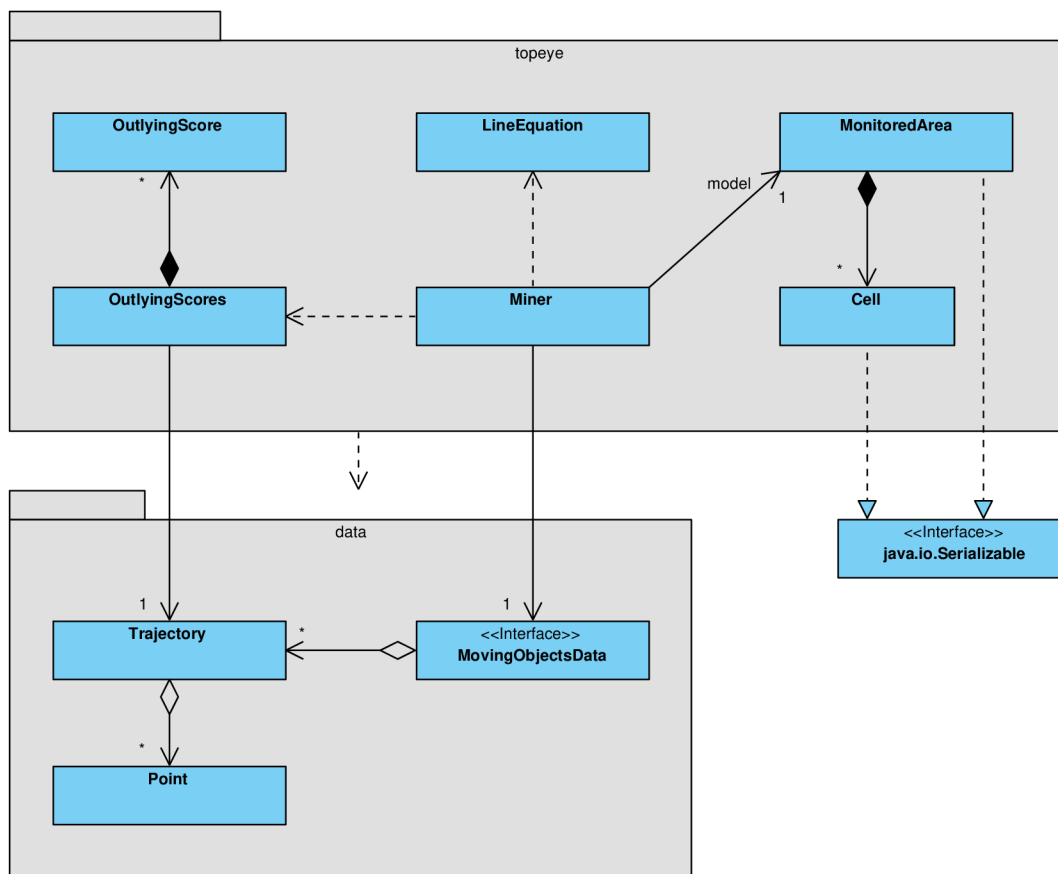 topeye
OutlyingScore
LineEquation
MonitoredArea
*
model
1
*
OutlyingScores
Miner
Cell
data
<<Interface>>
java.io.Serializable
1
1
*
Trajectory
<<Interface>>
MovingObjectsData
*
Point